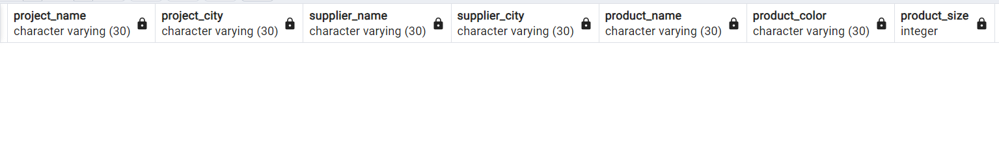 project_name
character varying (30)
project_city
character varying (30)
supplier_name
character varying (30)
supplier_city
character varying (30)
product_name
character varying (30)
product_color
character varying (30)
product_size
integer